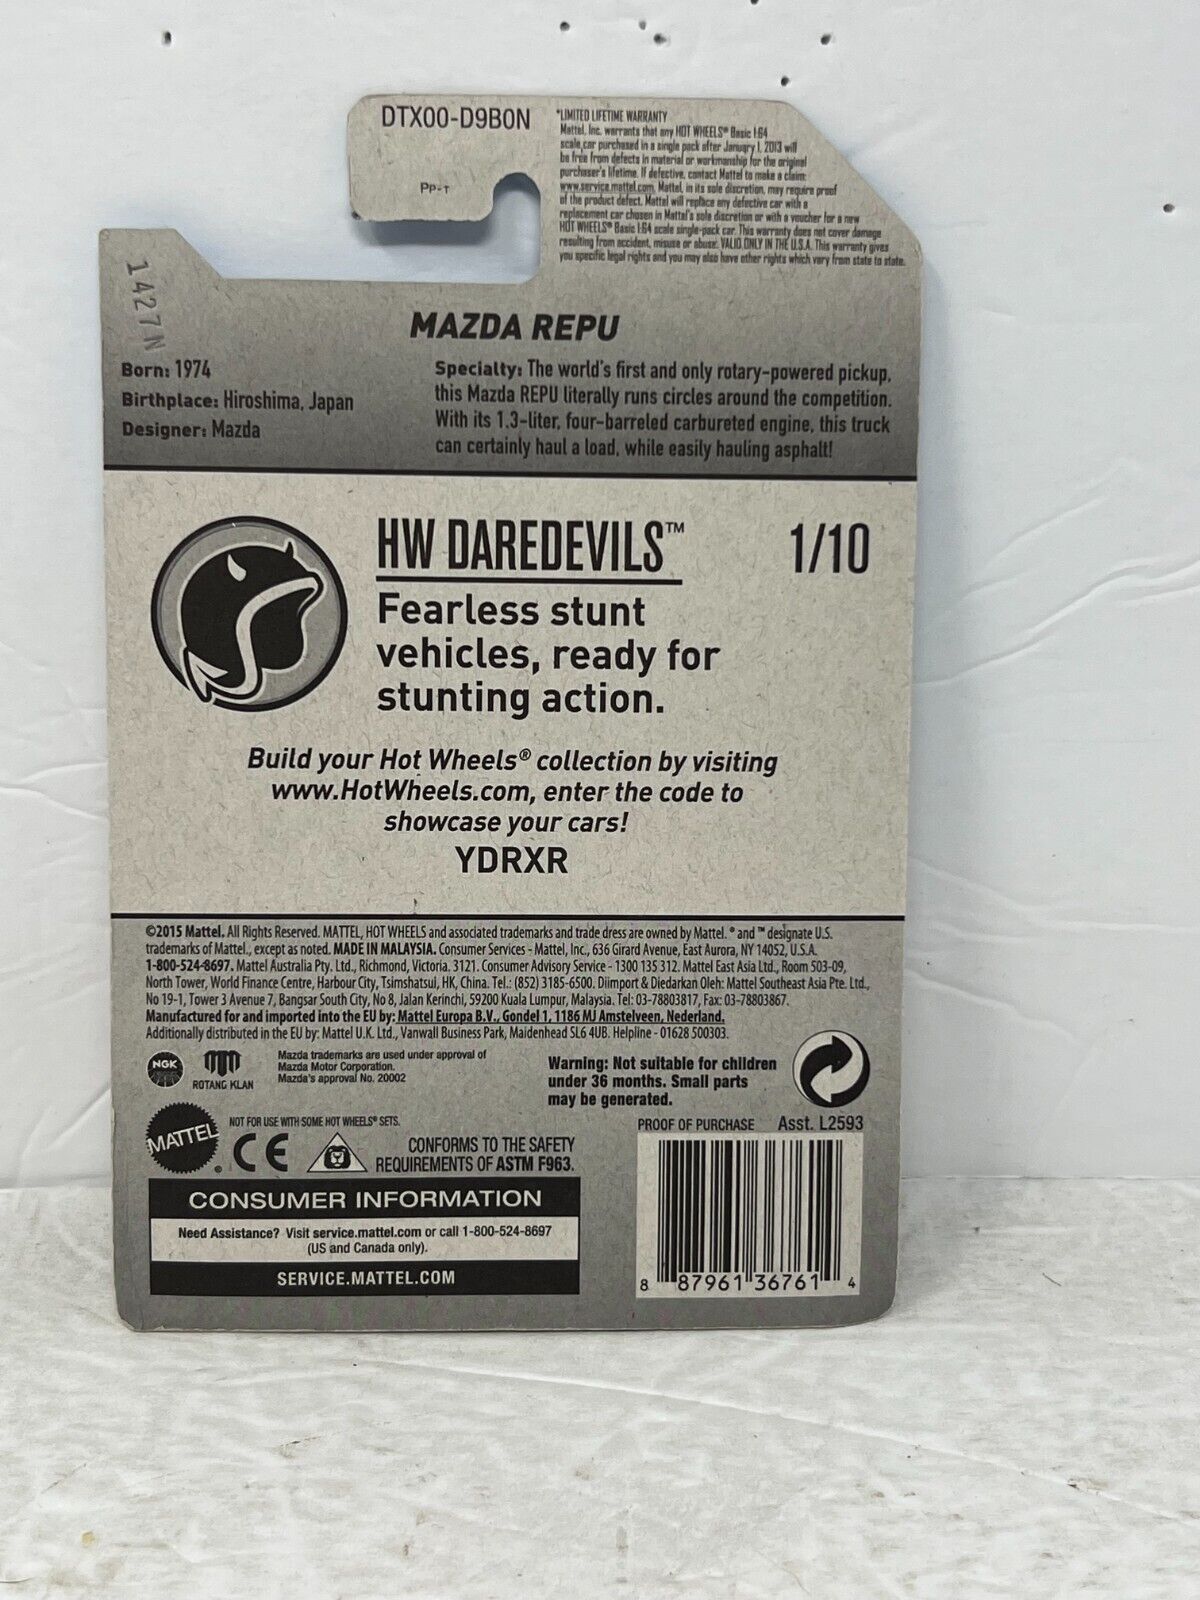 DTX00-D9B0N
PP-T
*LIMITED LIFETIME WARRANTY
Mattel, Inc. warrants that any HOT WHEELS® Basic 1:64
scale car purchased in a single pack after January 1, 2013 will
be free from defects in material or workmanship for the original
purchaser's lifetime. If defective, contact Mattel to make a claim:
www.service.mattel.com. Mattel, in its sole discretion, may require proof
of the product defect. Mattel will replace any defective car with a
replacement car chosen in Mattel's sole discretion or with a voucher for a new
HOT WHEELS® Basic 1:64 scale single-pack car. This warranty does not cover damage
resulting from accident, misuse or abuse. VALID ONLY IN THE U.S.A. This warranty gives
you specific legal rights and you may also have other rights which vary from state to state.
1427N
MAZDA REPU
Born: 1974
Birthplace: Hiroshima, Japan
Designer: Mazda
Specialty: The world's first and only rotary-powered pickup,
this Mazda REPU literally runs circles around the competition.
With its 1.3-liter, four-barreled carbureted engine, this truck
can certainly haul a load, while easily hauling asphalt!
HW DAREDEVILS™
1/10
Fearless stunt
vehicles, ready for
stunting action.
Build your Hot Wheels® collection by visiting
www.HotWheels.com, enter the code to
showcase your cars!
YDRXR
©2015 Mattel. All Rights Reserved. MATTEL, HOT WHEELS and associated trademarks and trade dress are owned by Mattel. ® and ™ designate U.S.
trademarks of Mattel., except as noted. MADE IN MALAYSIA. Consumer Services - Mattel, Inc., 636 Girard Avenue, East Aurora, NY 14052, U.S.A.
1-800-524-8697. Mattel Australia Pty. Ltd., Richmond, Victoria. 3121. Consumer Advisory Service - 1300 135 312. Mattel East Asia Ltd., Room 503-09,
North Tower, World Finance Centre, Harbour City, Tsimshatsui, HK, China. Tel.: (852) 3185-6500. Diimport & Diedarkan Oleh: Mattel Southeast Asia Pte. Ltd.,
No 19-1, Tower 3 Avenue 7, Bangsar South City, No 8, Jalan Kerinchi, 59200 Kuala Lumpur, Malaysia. Tel: 03-78803817, Fax: 03-78803867.
Manufactured for and imported into the EU by: Mattel Europa B.V., Gondel 1, 1186 MJ Amstelveen, Nederland.
Additionally distributed in the EU by: Mattel U.K. Ltd., Vanwall Business Park, Maidenhead SL6 4UB. Helpline - 01628 500303.
NGK
ROTANG KLAN
Mazda trademarks are used under approval of
Mazda Motor Corporation.
Mazda's approval No. 20002
Warning: Not suitable for children
under 36 months. Small parts
may be generated.
MATTEL®
NOT FOR USE WITH SOME HOT WHEELS® SETS.
CE
CONFORMS TO THE SAFETY
REQUIREMENTS OF ASTM F963.
PROOF OF PURCHASE Asst. L2593
CONSUMER INFORMATION
Need Assistance? Visit service.mattel.com or call 1-800-524-8697
(US and Canada only).
SERVICE.MATTEL.COM
8 87961 36761 4